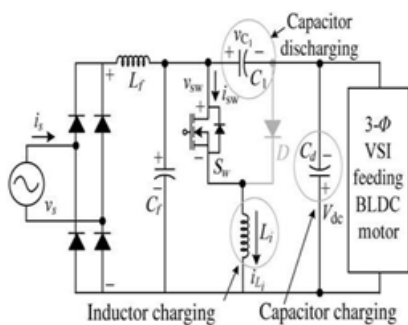 Capacitor
discharging
+ v_C1 −
L_f
v_sw
i_sw
C_1
i_s
+
+
D
C_d −
3-Φ
VSI
feeding
BLDC
motor
v_s
+
−
C_f
−
S_w
+
V_dc
L_i
−
i_Li
Inductor charging
Capacitor charging